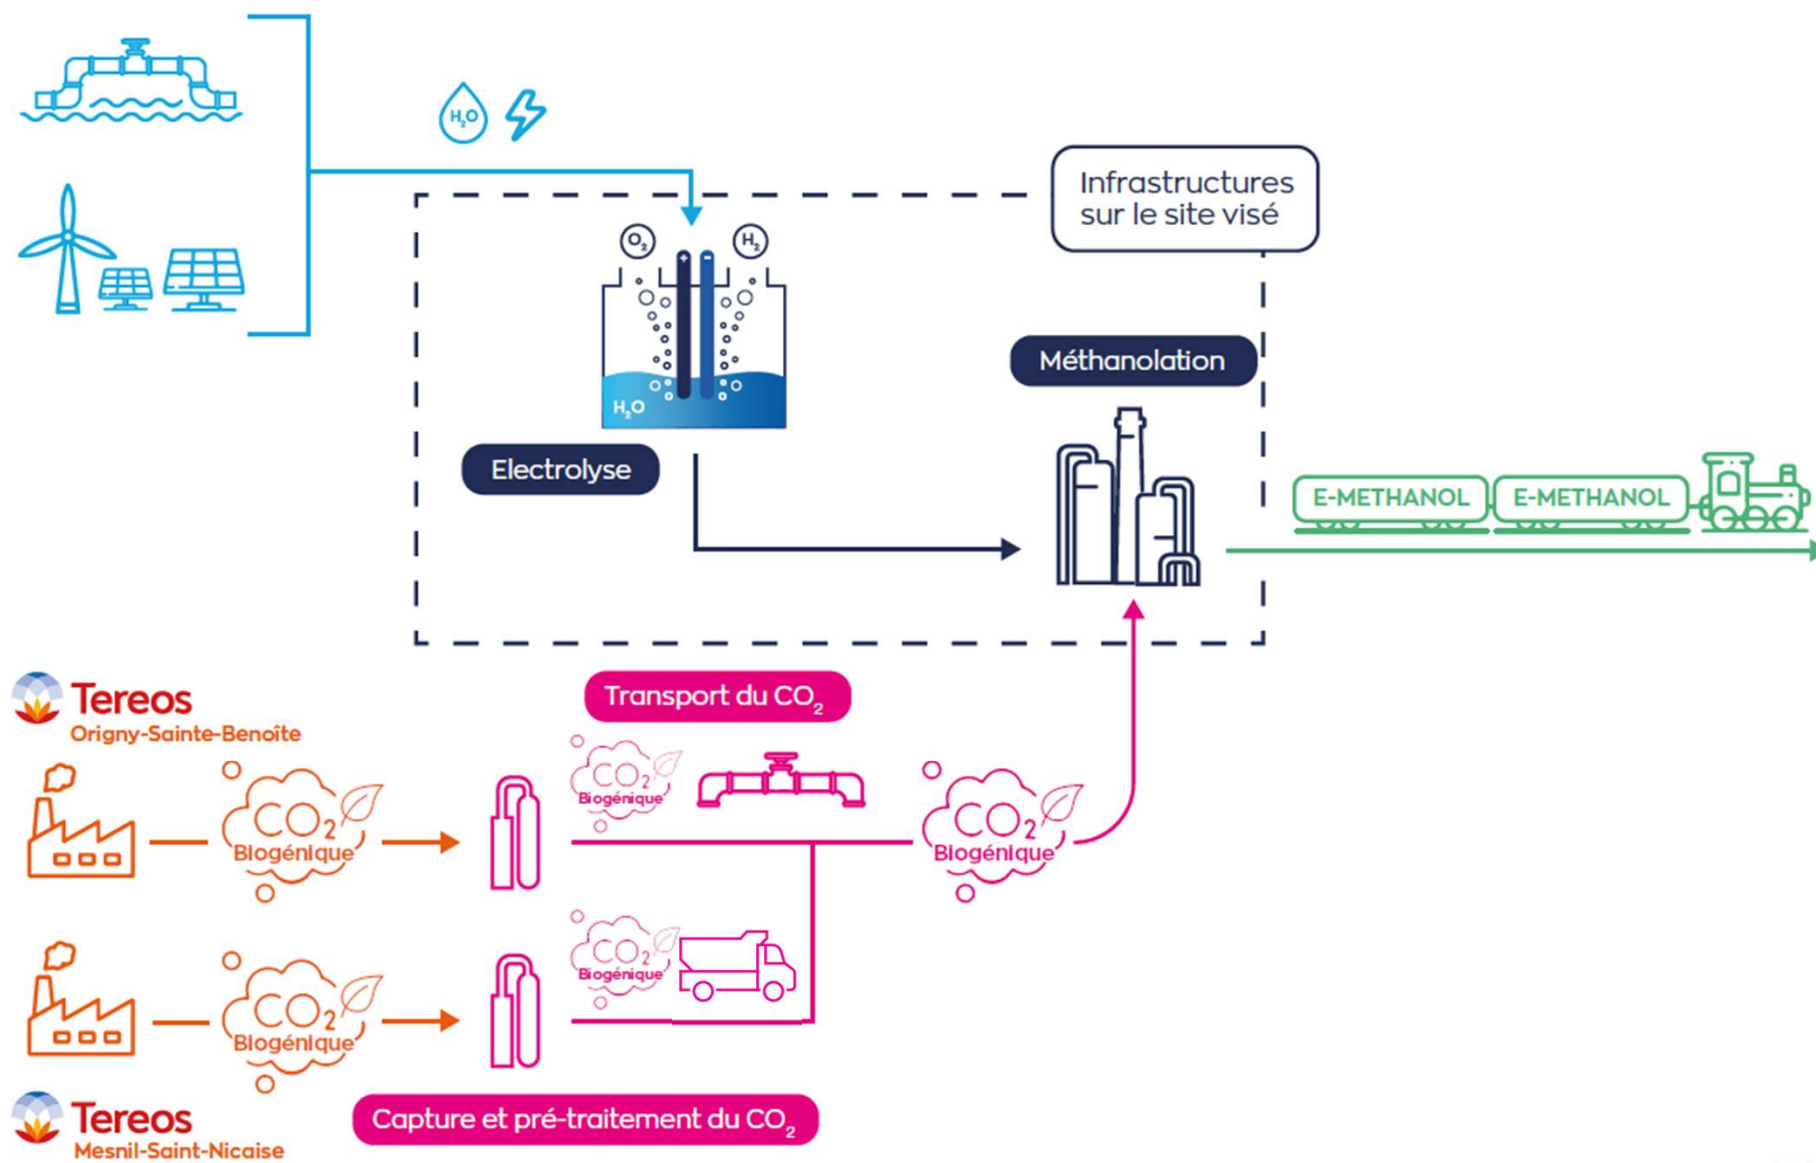 H₂O
Infrastructures
sur le site visé
O₂
H₂
+
-
H₂O
Méthanolation
Electrolyse
E-METHANOL
E-METHANOL
Tereos
Origny-Sainte-Benoîte
Transport du CO₂
CO₂
Biogénique
CO₂
Biogénique
CO₂
Biogénique
CO₂
Biogénique
CO₂
Biogénique
Tereos
Mesnil-Saint-Nicaise
Capture et pré-traitement du CO₂